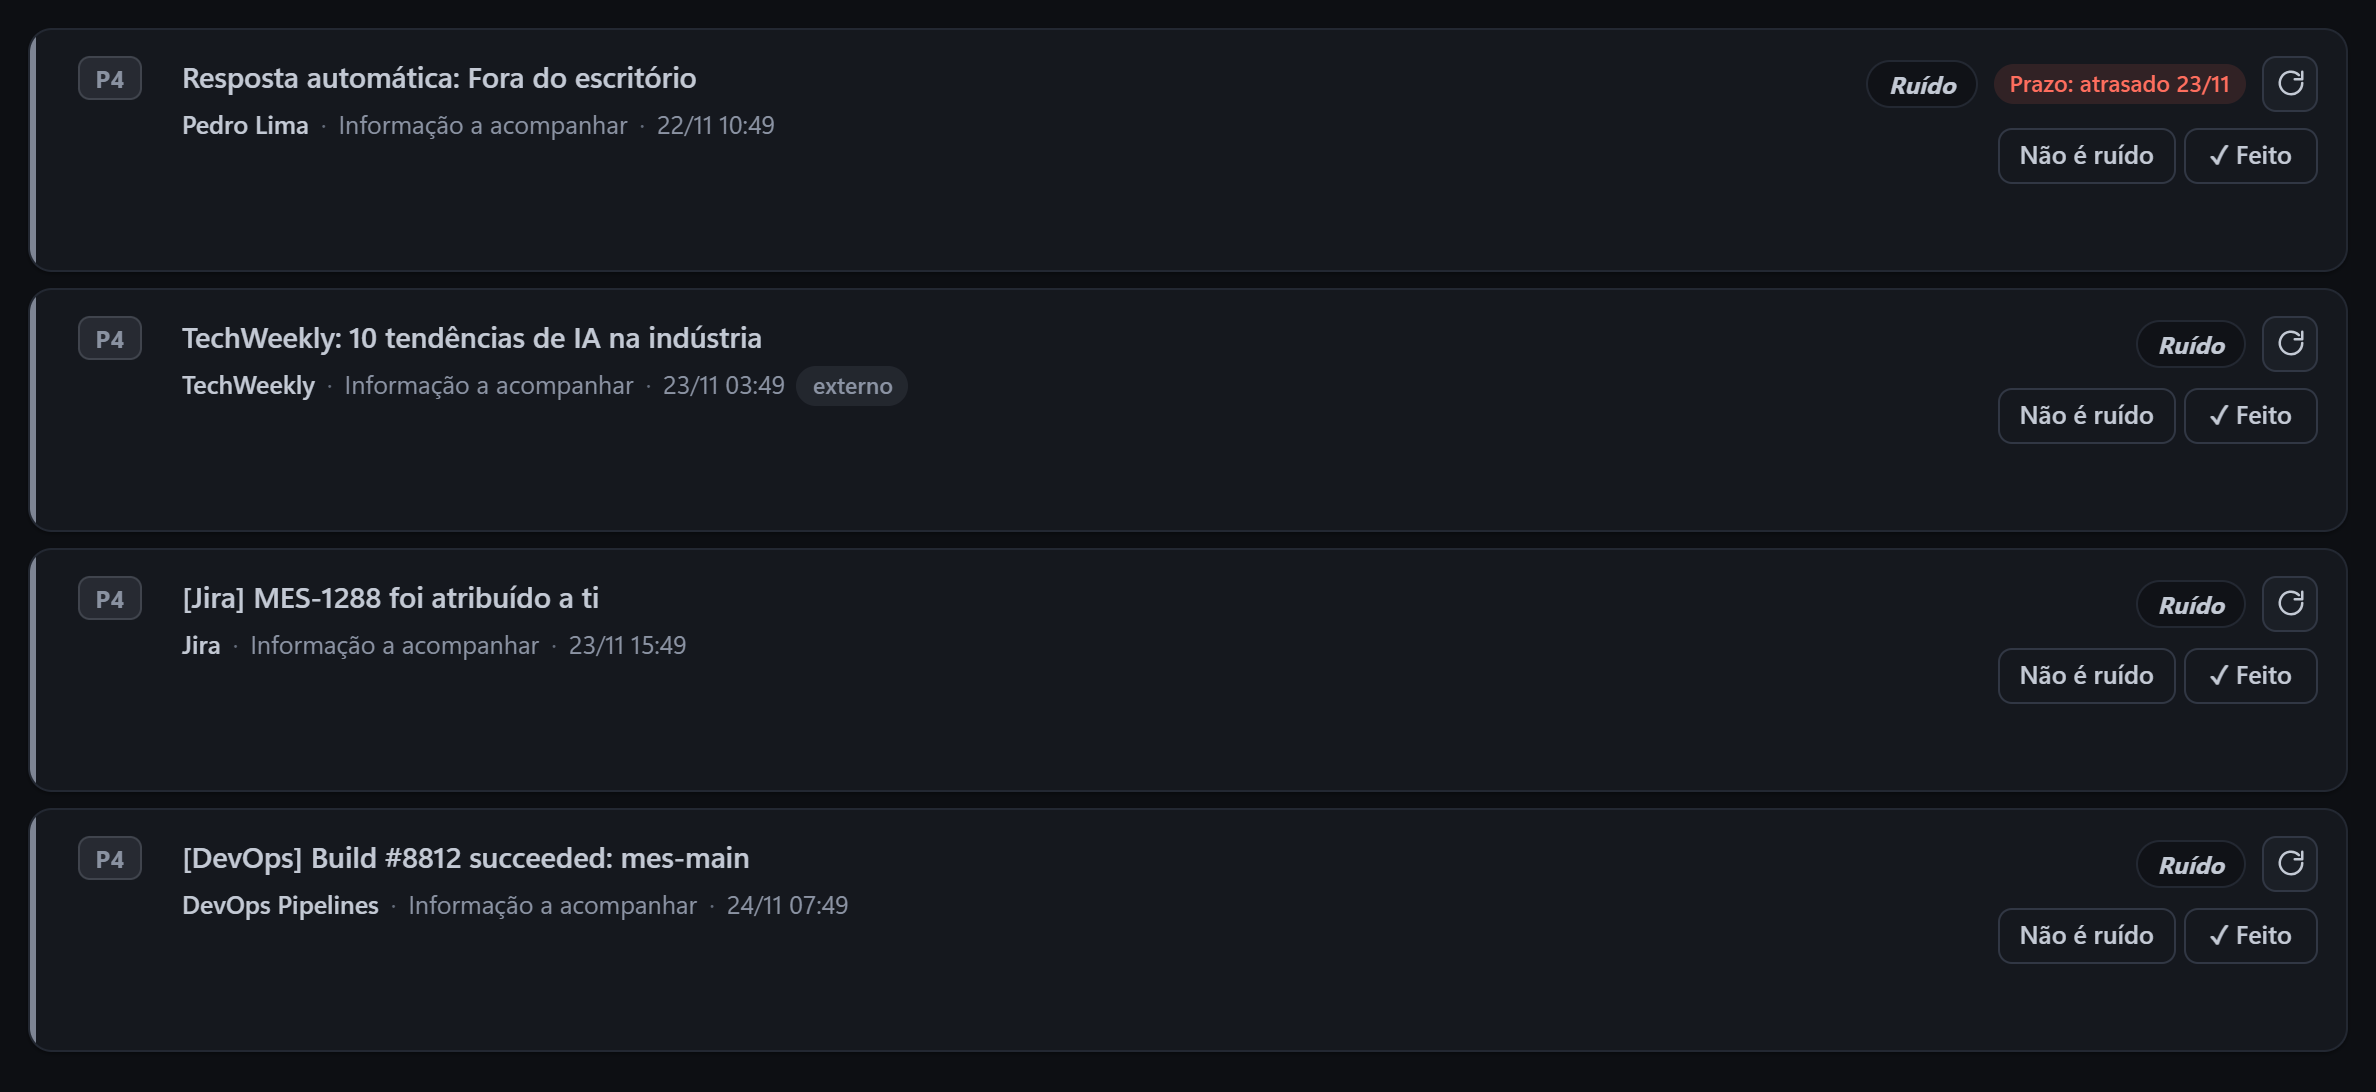 P4 Resposta automática: Fora do escritório Ruído Prazo: atrasado 23/11
Pedro Lima · Informação a acompanhar · 22/11 10:49
Não é ruído ✓ Feito
P4 TechWeekly: 10 tendências de IA na indústria Ruído
TechWeekly · Informação a acompanhar · 23/11 03:49 externo
Não é ruído ✓ Feito
P4 [Jira] MES-1288 foi atribuído a ti Ruído
Jira · Informação a acompanhar · 23/11 15:49
Não é ruído ✓ Feito
P4 [DevOps] Build #8812 succeeded: mes-main Ruído
DevOps Pipelines · Informação a acompanhar · 24/11 07:49
Não é ruído ✓ Feito